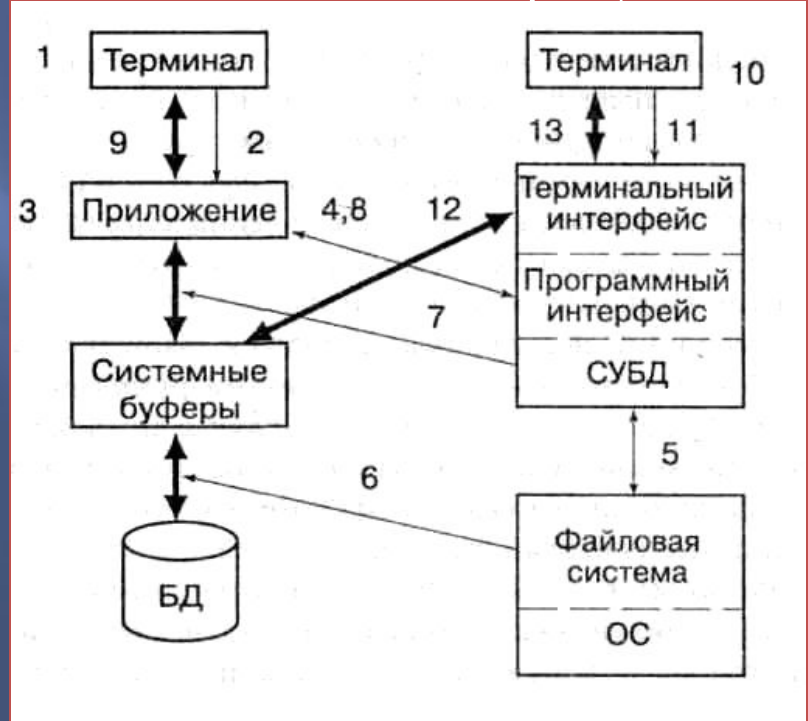 1
Терминал
Терминал
10
9
2
13
11
3
Приложение
4,8
12
Терминальный
интерфейс
Программный
интерфейс
7
СУБД
Системные
буферы
5
6
Файловая
система
БД
ОС